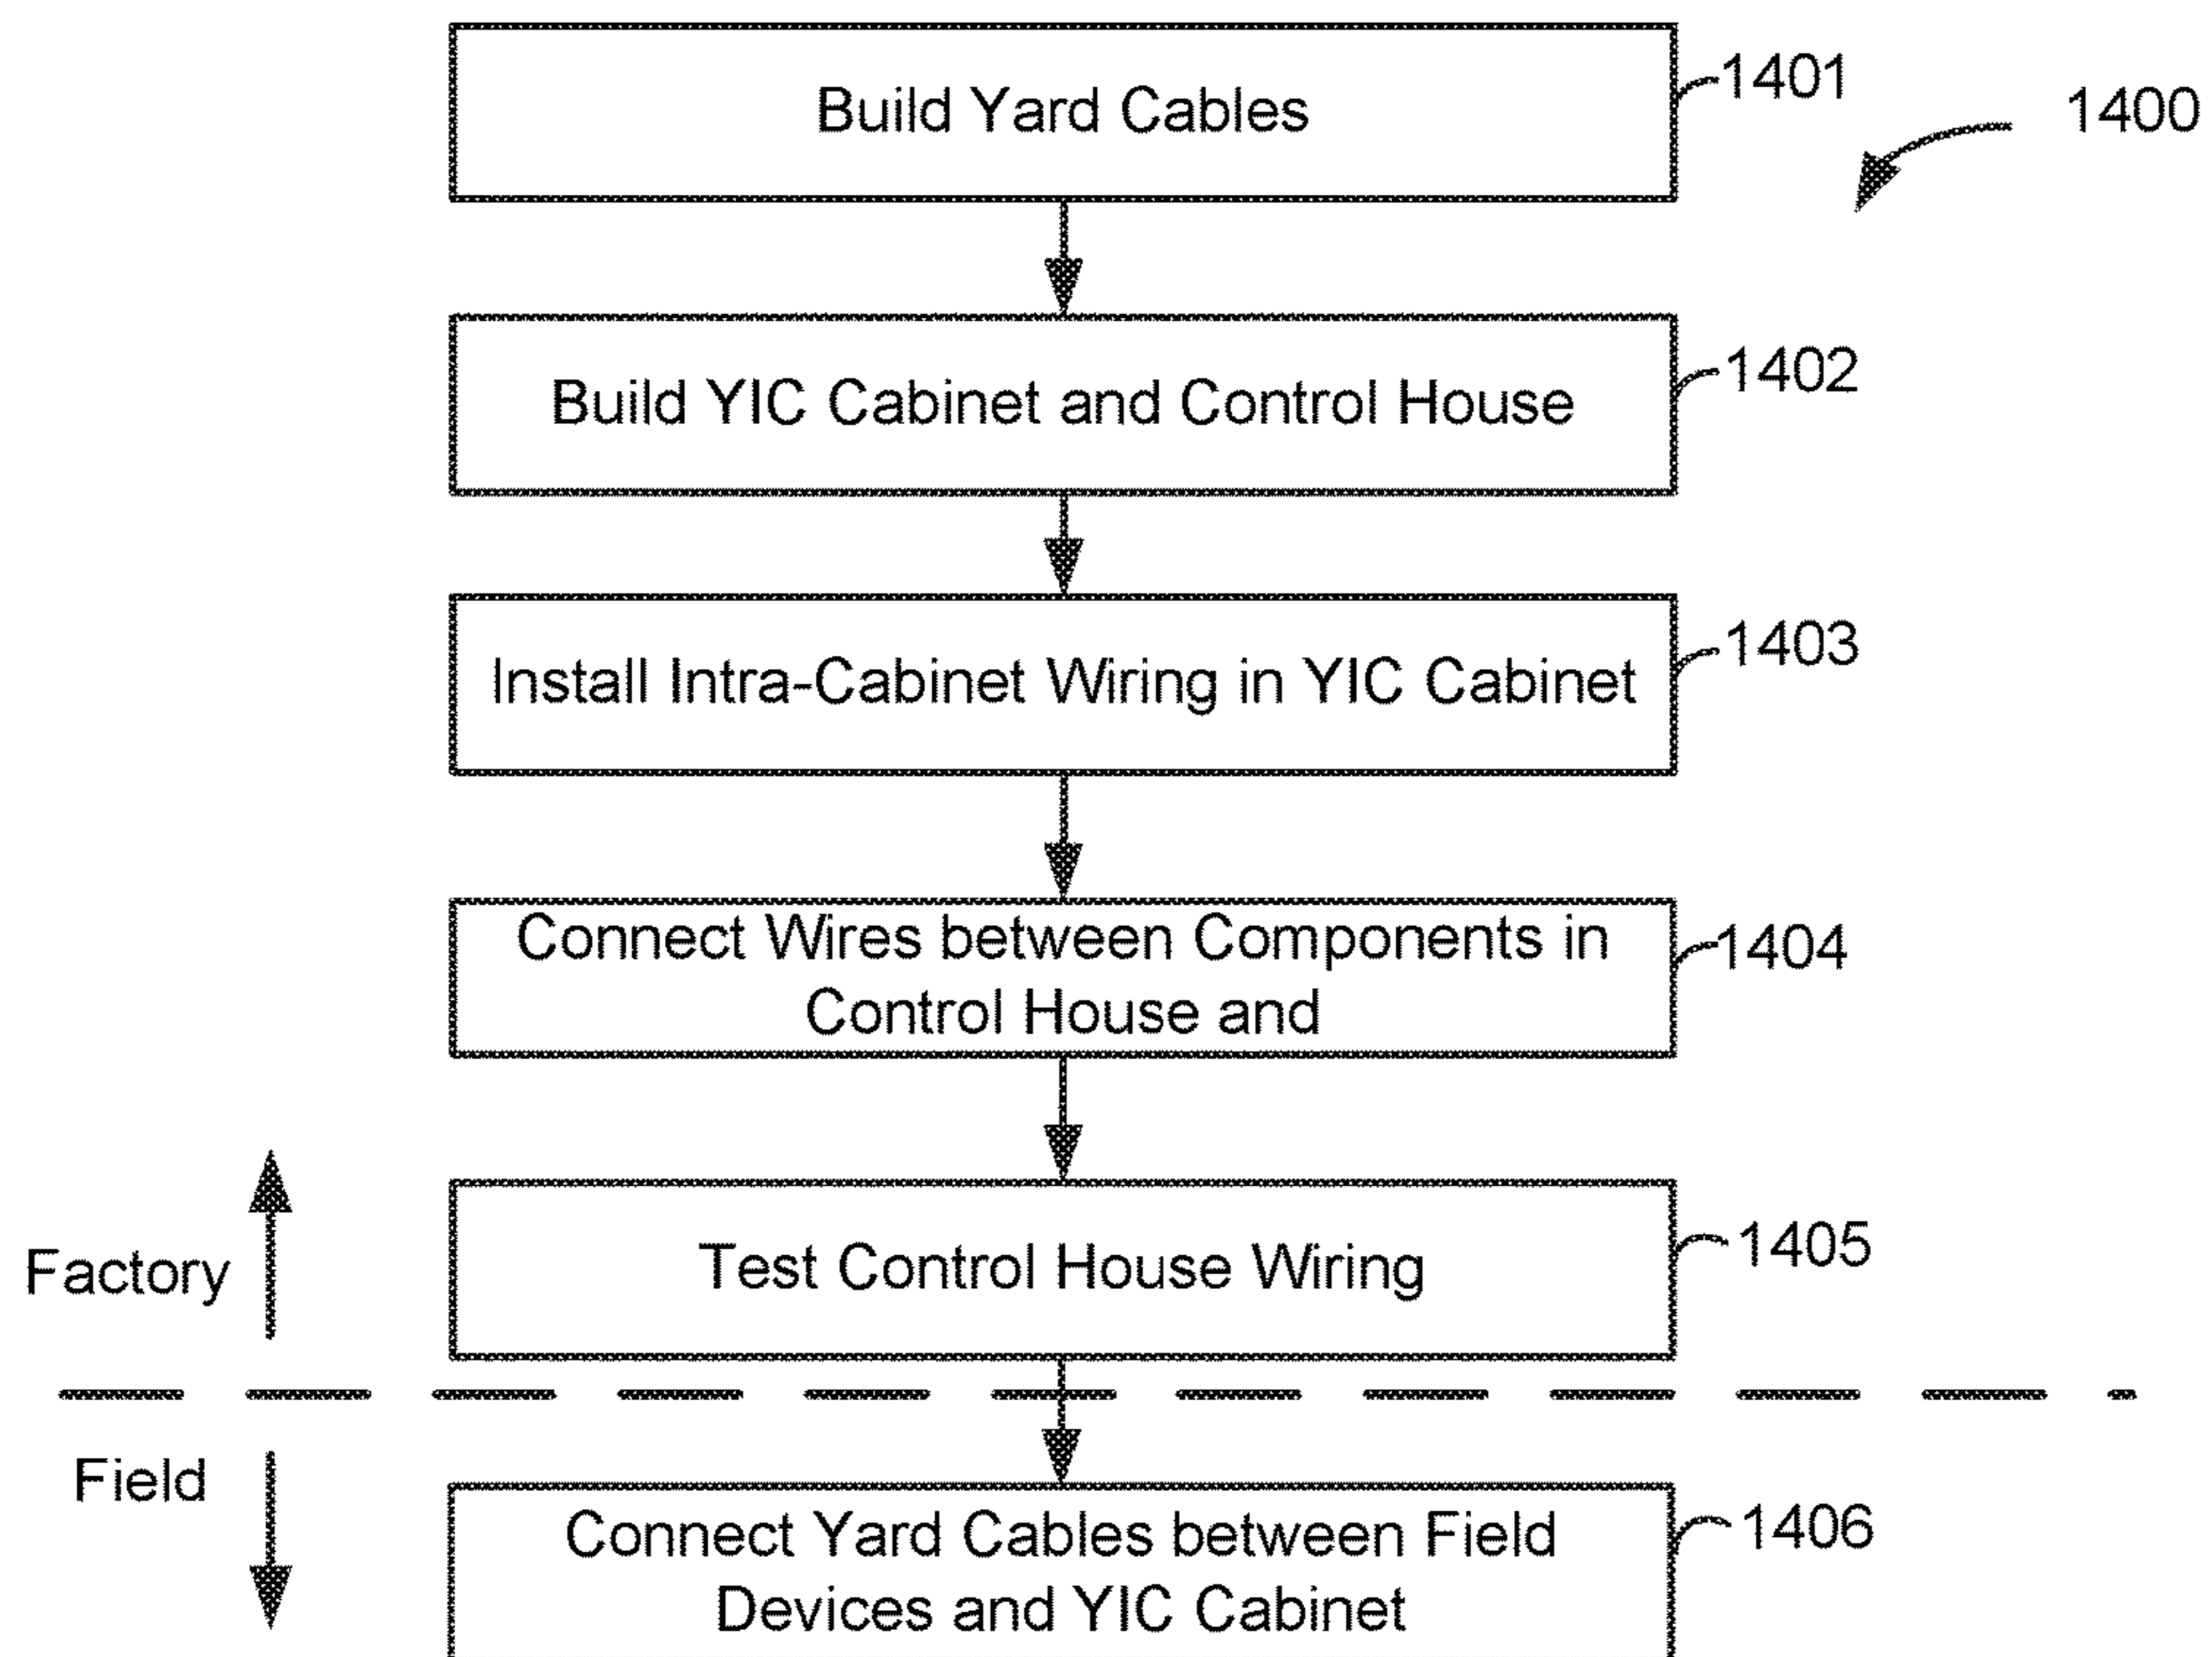 Build Yard Cables
1401
1400
Build YIC Cabinet and Control House
1402
Install Intra-Cabinet Wiring in YIC Cabinet
1403
Connect Wires between Components in
Control House and
1404
Factory
Test Control House Wiring
1405
Field
Connect Yard Cables between Field
Devices and YIC Cabinet
1406